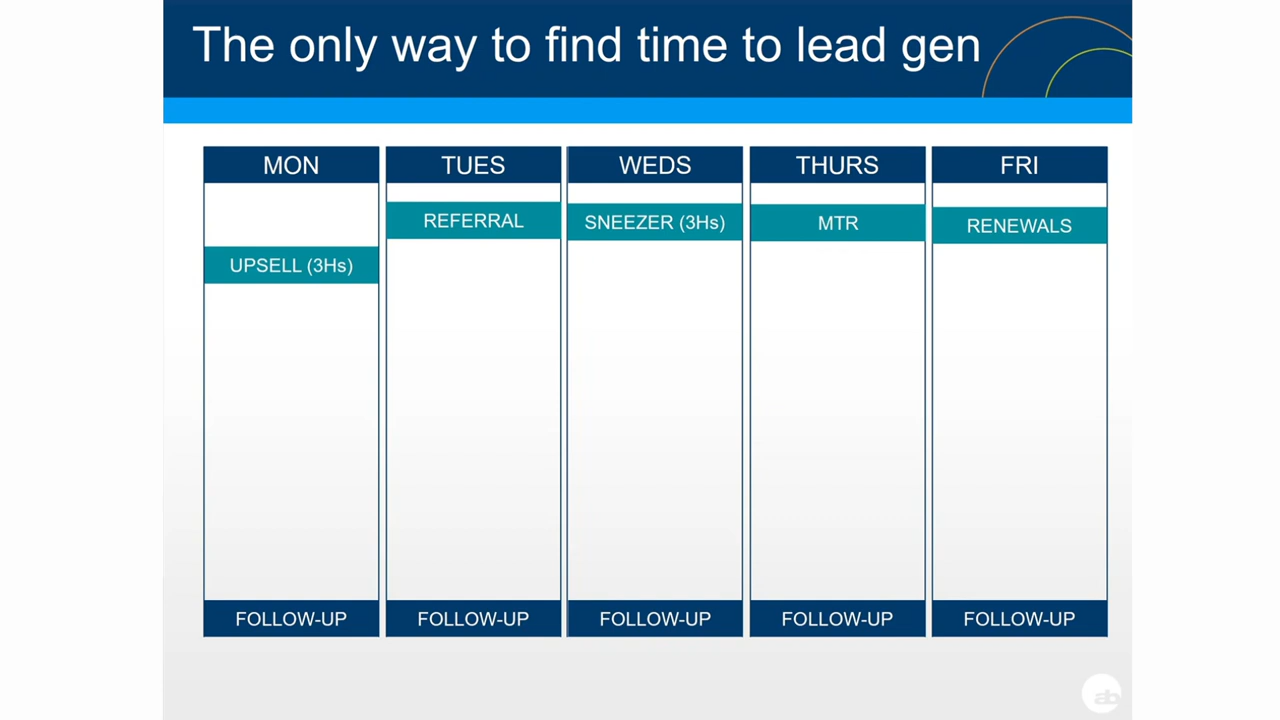 The only way to find time to lead gen
MON
TUES
WEDS
THURS
FRI
REFERRAL
SNEEZER (3Hs)
MTR
RENEWALS
UPSELL (3Hs)
FOLLOW-UP
FOLLOW-UP
FOLLOW-UP
FOLLOW-UP
FOLLOW-UP
ab